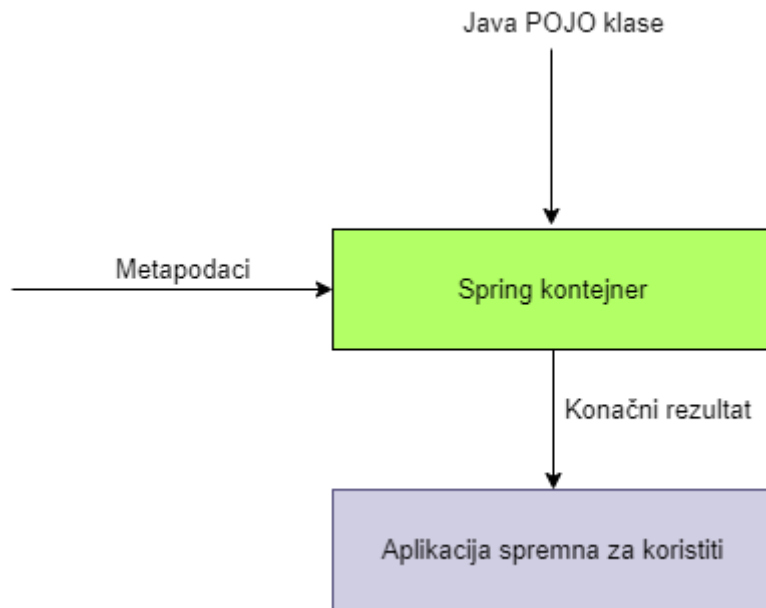 Java POJO klase
Metapodaci
Spring kontejner
Konačni rezultat
Aplikacija spremna za koristiti